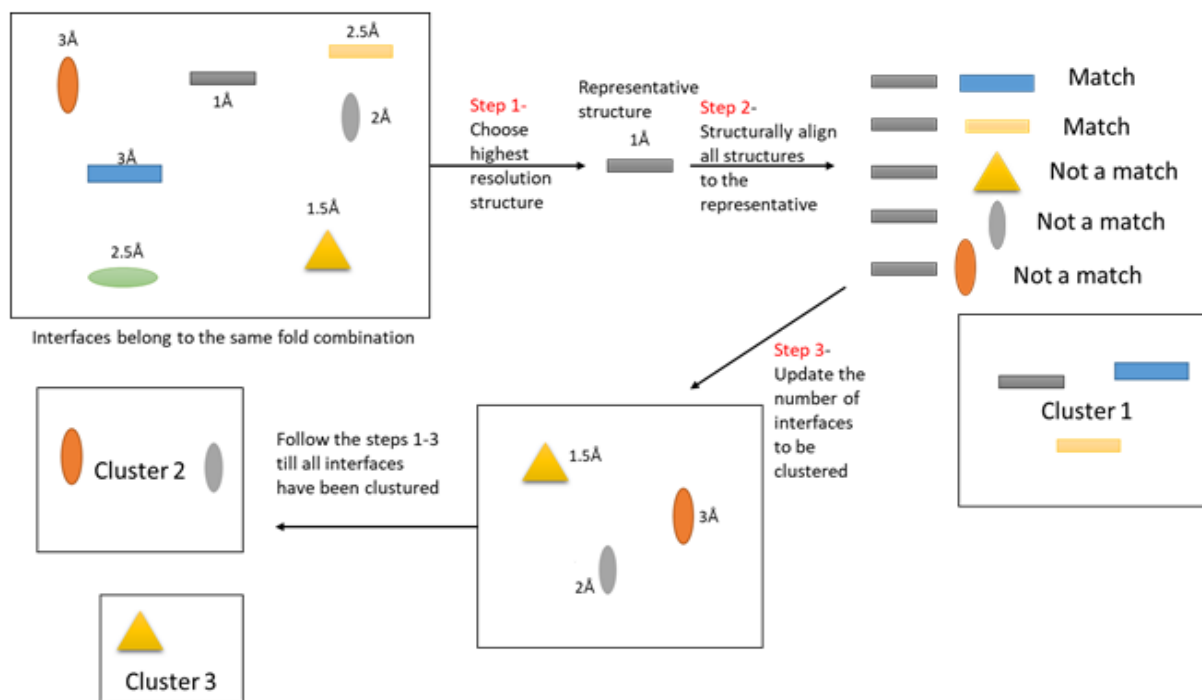 3Å
1Å
2.5Å
2Å
3Å
1.5Å
2.5Å
Interfaces belong to the same fold combination
Step 1-
Choose
highest
resolution
structure
Representative
structure
1Å
Step 2-
Structurally align
all structures
to the
representative
Match
Match
Not a match
Not a match
Not a match
Cluster 1
Step 3-
Update the
number of
interfaces
to be
clustered
1.5Å
3Å
2Å
Follow the steps 1-3
till all interfaces
have been clustured
Cluster 2
Cluster 3